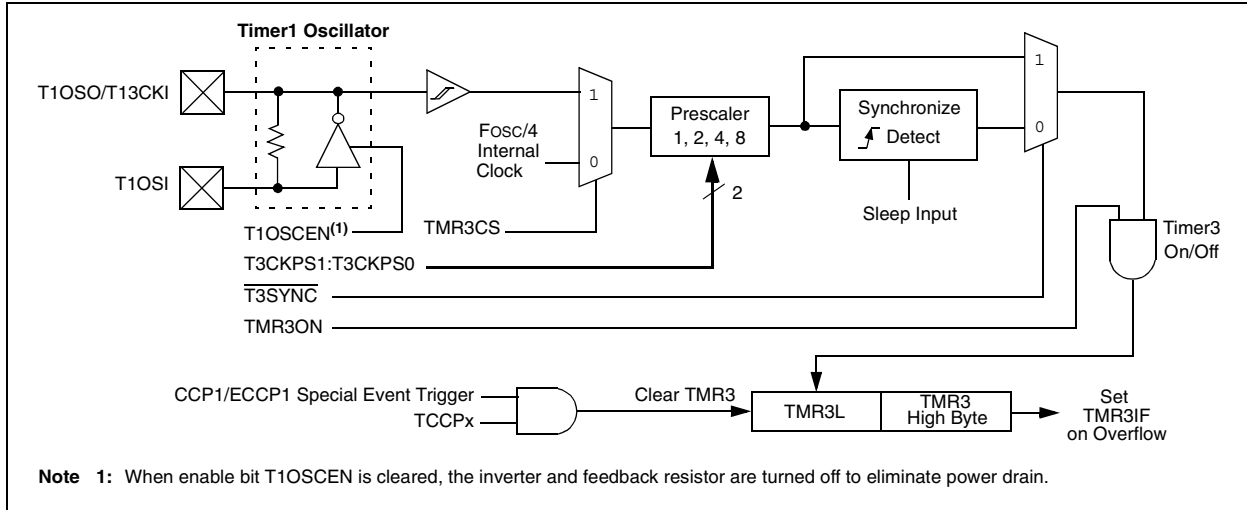 Timer1 Oscillator
T1OSO/T13CKI
T1OSI
FOSC/4
Internal
Clock
1
0
Prescaler
1, 2, 4, 8
2
Synchronize
Detect
Sleep Input
1
0
T1OSCEN(1)
TMR3CS
T3CKPS1:T3CKPS0
T3SYNC
TMR3ON
Timer3
On/Off
CCP1/ECCP1 Special Event Trigger
TCCPx
Clear TMR3
TMR3L
TMR3
High Byte
Set
TMR3IF
on Overflow
Note 1: When enable bit T1OSCEN is cleared, the inverter and feedback resistor are turned off to eliminate power drain.